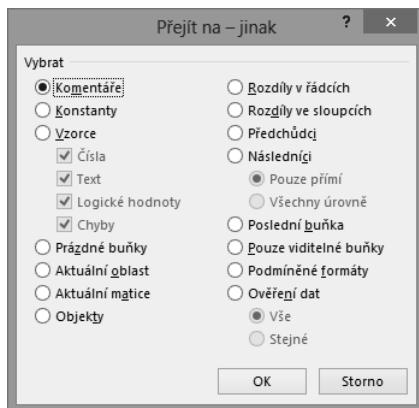 Přejít na – jinak
? ×
Vybrat
Komentáře
Konstanty
Vzorce
Čísla
Text
Logické hodnoty
Chyby
Prázdné buňky
Aktuální oblast
Aktuální matice
Objekty
Rozdíly v řádcích
Rozdíly ve sloupcích
Předchůdci
Následníci
Pouze přímí
Všechny úrovně
Poslední buňka
Pouze viditelné buňky
Podmíněné formáty
Ověření dat
Vše
Stejné
OK Storno